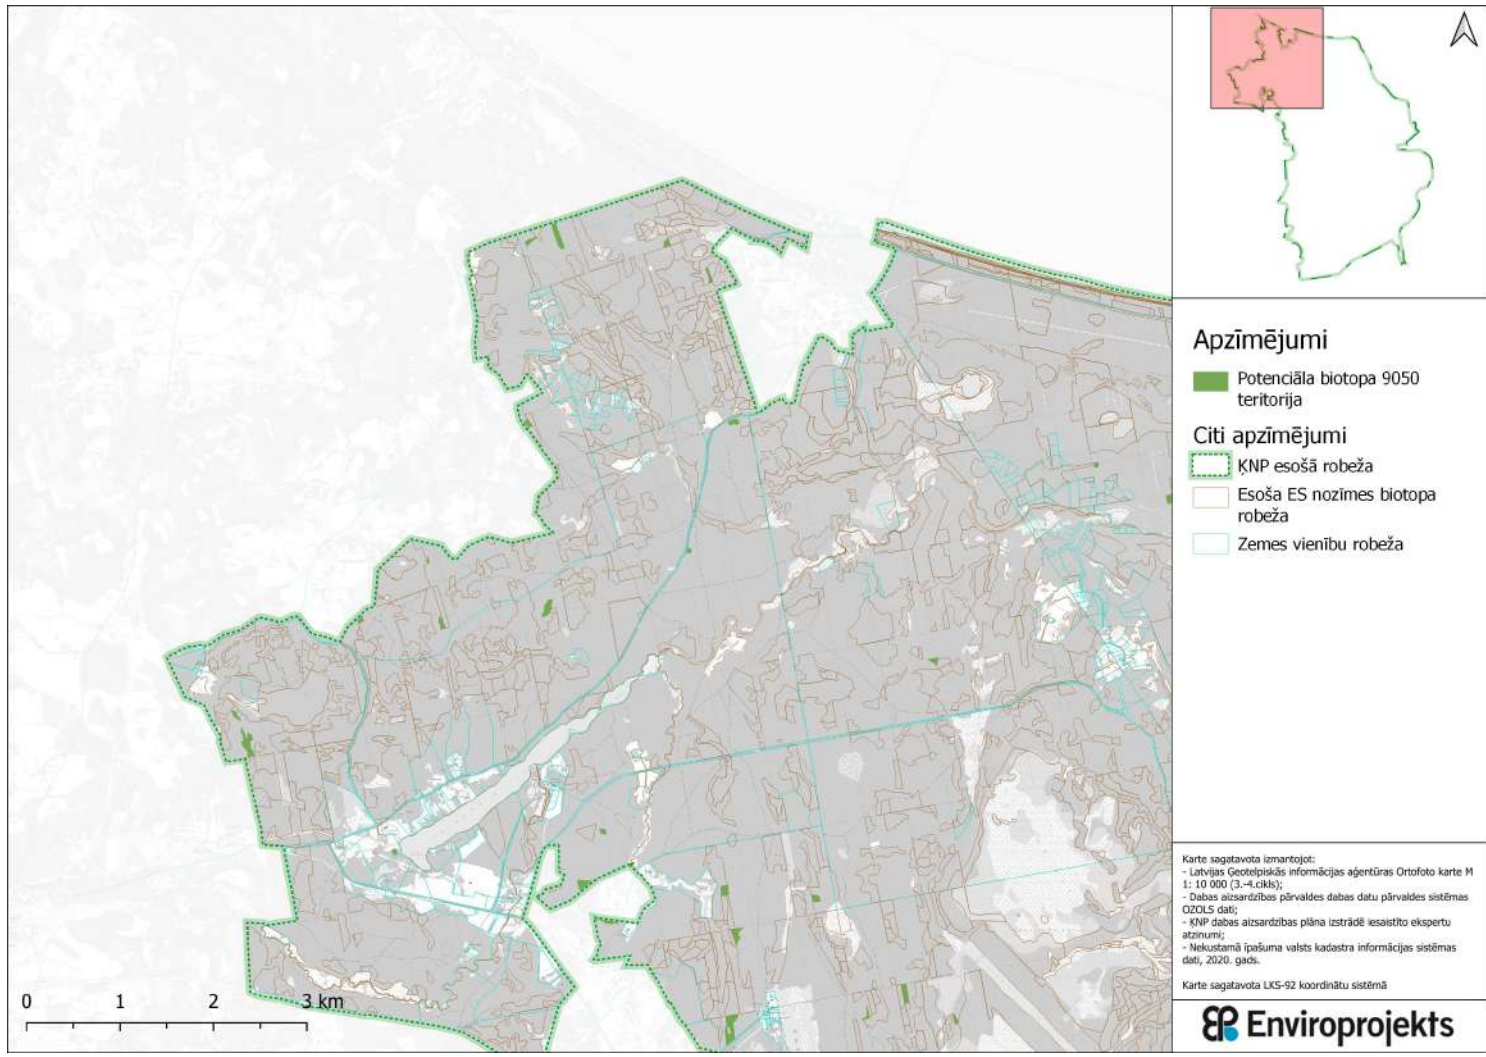 Apzīmējumi
Potenciāla biotopa 9050
teritorija
Citi apzīmējumi
ĶNP esošā robeža
Esoša ES nozīmes biotopa
robeža
Zemes vienību robeža
Karte sagatavota izmantojot:
- Latvijas Ģeotelpiskās informācijas aģentūras Ortofoto karte M
1: 10 000 (3.-4.cikls);
- Dabas aizsardzības pārvaldes dabas datu pārvaldes sistēmas
OZOLS dati;
- ĶNP dabas aizsardzības plāna izstrādē iesaistīto ekspertu
atzinumi;
- Nekustamā īpašuma valsts kadastra informācijas sistēmas
dati, 2020. gads.
Karte sagatavota LKS-92 koordinātu sistēmā
Enviroprojekts
0 1 2 3 km